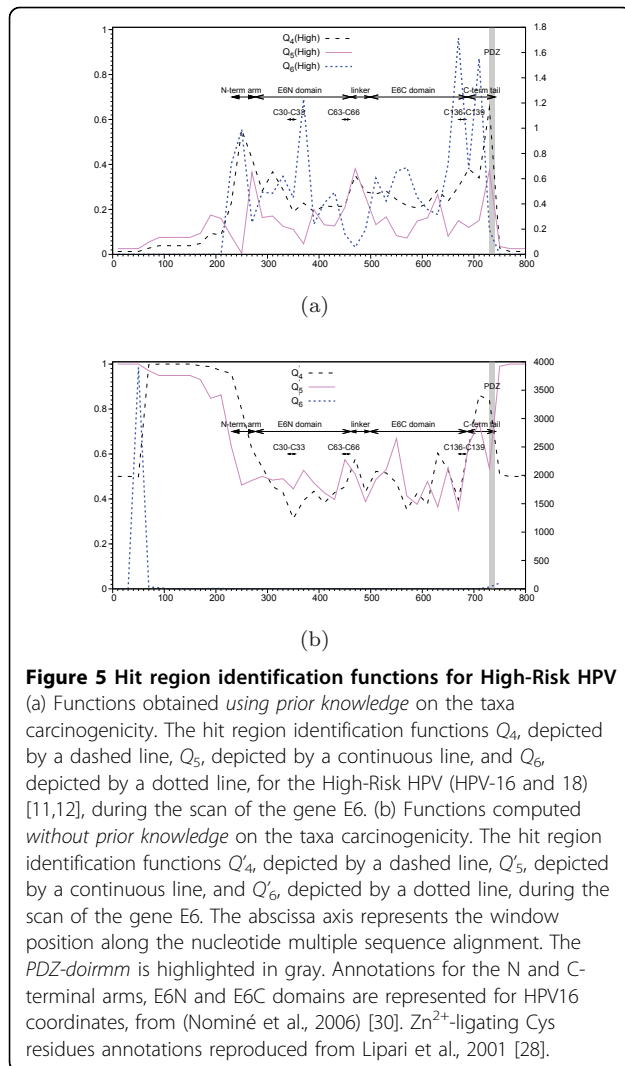 1
0.8
0.6
0.4
0.2
0
1.8
1.6
1.4
1.2
1
0.8
0.6
0.4
0.2
0
Q4(High)
Q5(High)
Q6(High)
PDZ
N-term arm E6N domain linker E6C domain C-term tail
C30-C33 C63-C66 C136-C139
0 100 200 300 400 500 600 700 800
(a)
1
0.8
0.6
0.4
0.2
0
4000
3500
3000
2500
2000
1500
1000
500
0
Q4
Q5
Q6
PDZ
N-term arm E6N domain linker E6C domain C-term tail
C30-C33 C63-C66 C136-C139
0 100 200 300 400 500 600 700 800
(b)
Figure 5 Hit region identification functions for High-Risk HPV
(a) Functions obtained using prior knowledge on the taxa
carcinogenicity. The hit region identification functions Q4, depicted
by a dashed line, Q5, depicted by a continuous line, and Q6,
depicted by a dotted line, for the High-Risk HPV (HPV-16 and 18)
[11,12], during the scan of the gene E6. (b) Functions computed
without prior knowledge on the taxa carcinogenicity. The hit region
identification functions Q′4, depicted by a dashed line, Q′5, depicted
by a continuous line, and Q′6, depicted by a dotted line, during the
scan of the gene E6. The abscissa axis represents the window
position along the nucleotide multiple sequence alignment. The
PDZ-doirmm is highlighted in gray. Annotations for the N and C-
terminal arms, E6N and E6C domains are represented for HPV16
coordinates, from (Nominé et al., 2006) [30]. Zn2+-ligating Cys
residues annotations reproduced from Lipari et al., 2001 [28].